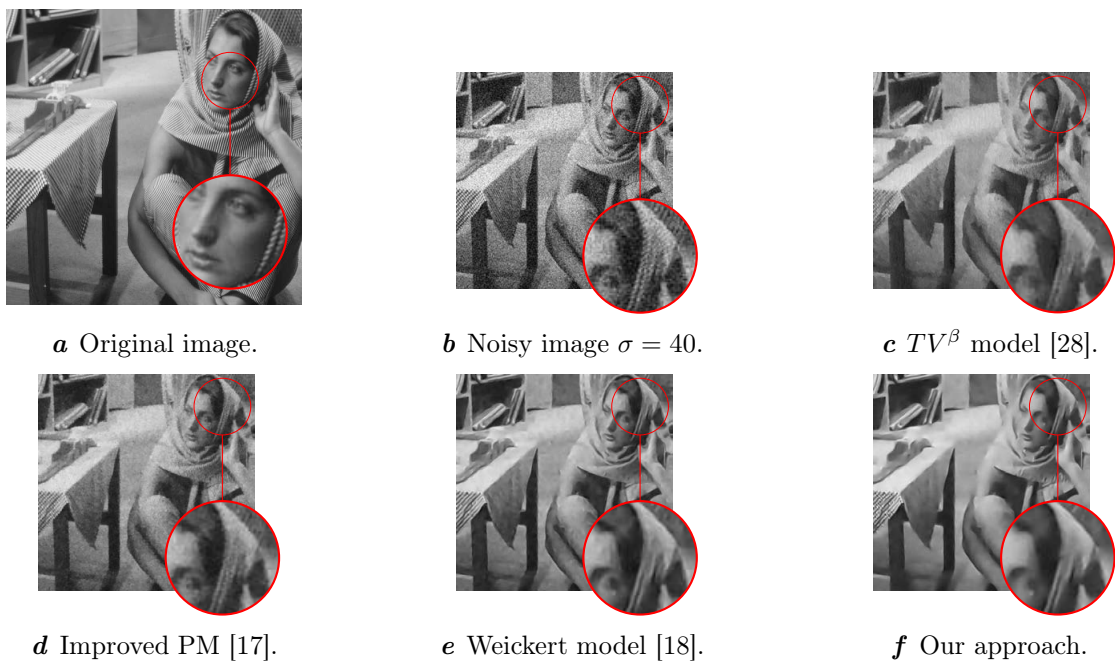 a Original image.
b Noisy image σ = 40.
c TV^β model [28].
d Improved PM [17].
e Weickert model [18].
f Our approach.